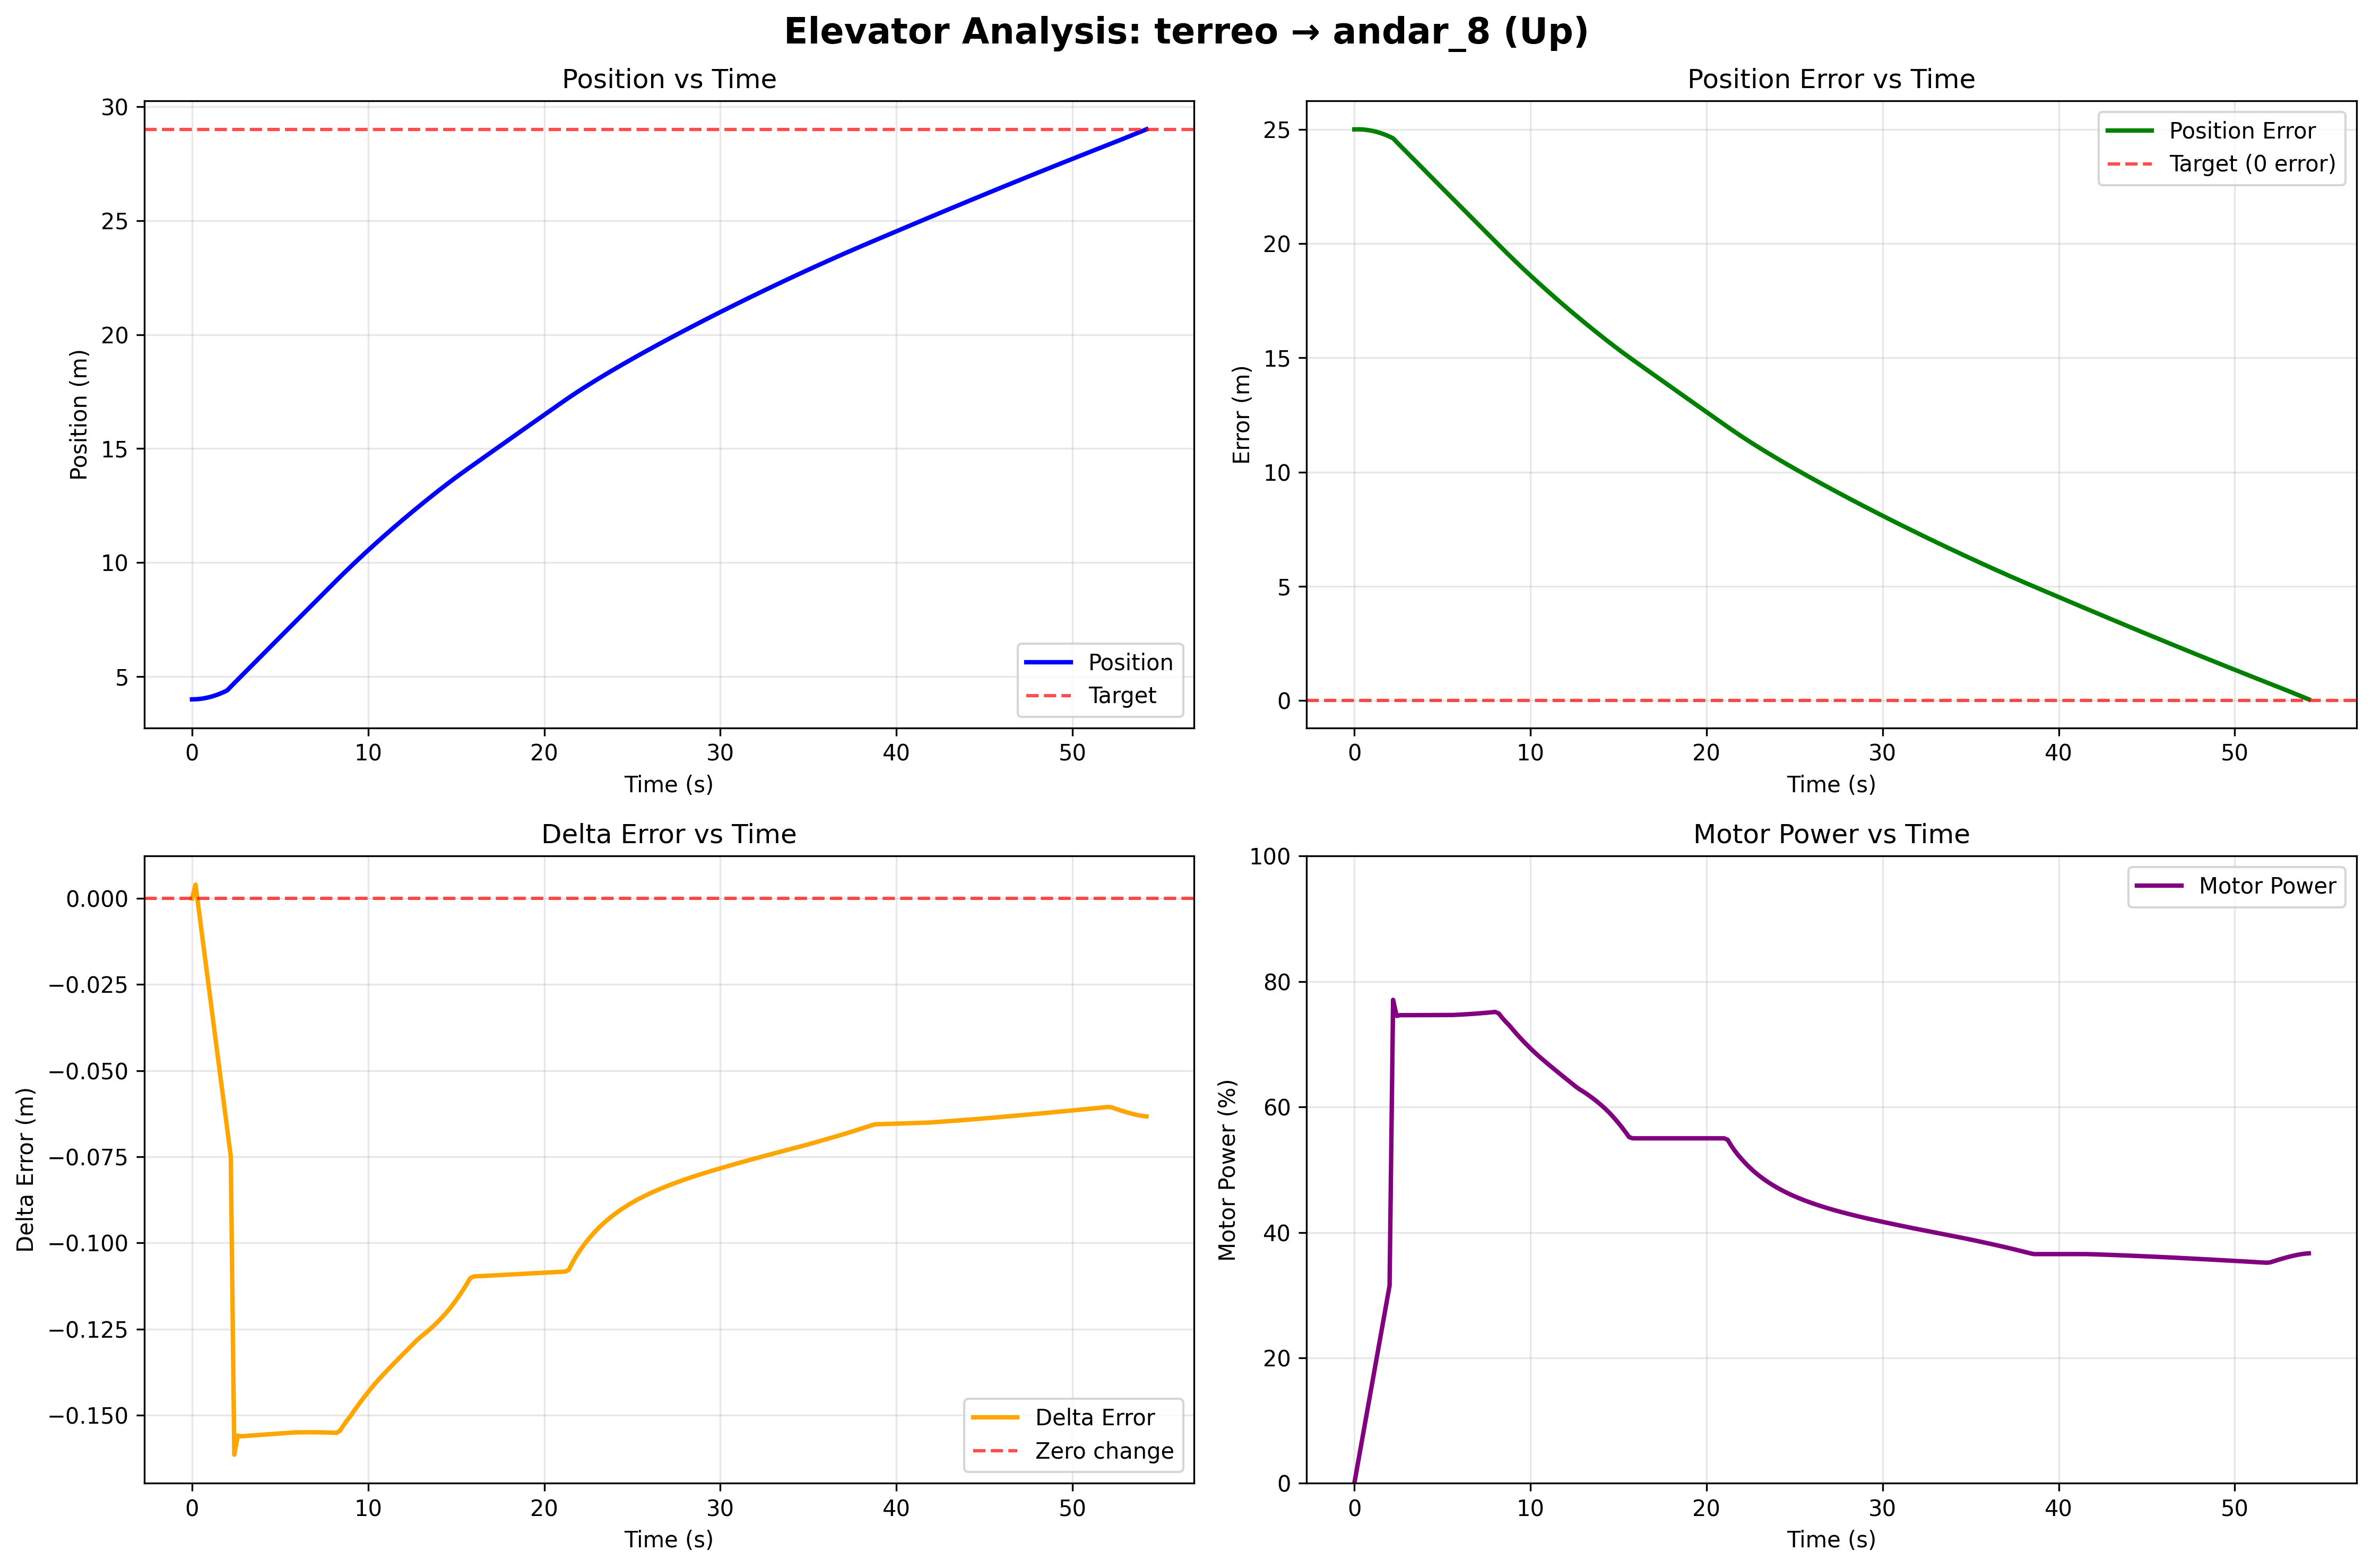 Elevator Analysis: terreo → andar_8 (Up)
Position vs Time
30
25
20
15
10
5
Position (m)
0 10 20 30 40 50
Time (s)
Position
Target
Position Error vs Time
25
20
15
10
5
0
Error (m)
0 10 20 30 40 50
Time (s)
Position Error
Target (0 error)
Delta Error vs Time
0.000
−0.025
−0.050
−0.075
−0.100
−0.125
−0.150
Delta Error (m)
0 10 20 30 40 50
Time (s)
Delta Error
Zero change
Motor Power vs Time
100
80
60
40
20
0
Motor Power (%)
0 10 20 30 40 50
Time (s)
Motor Power